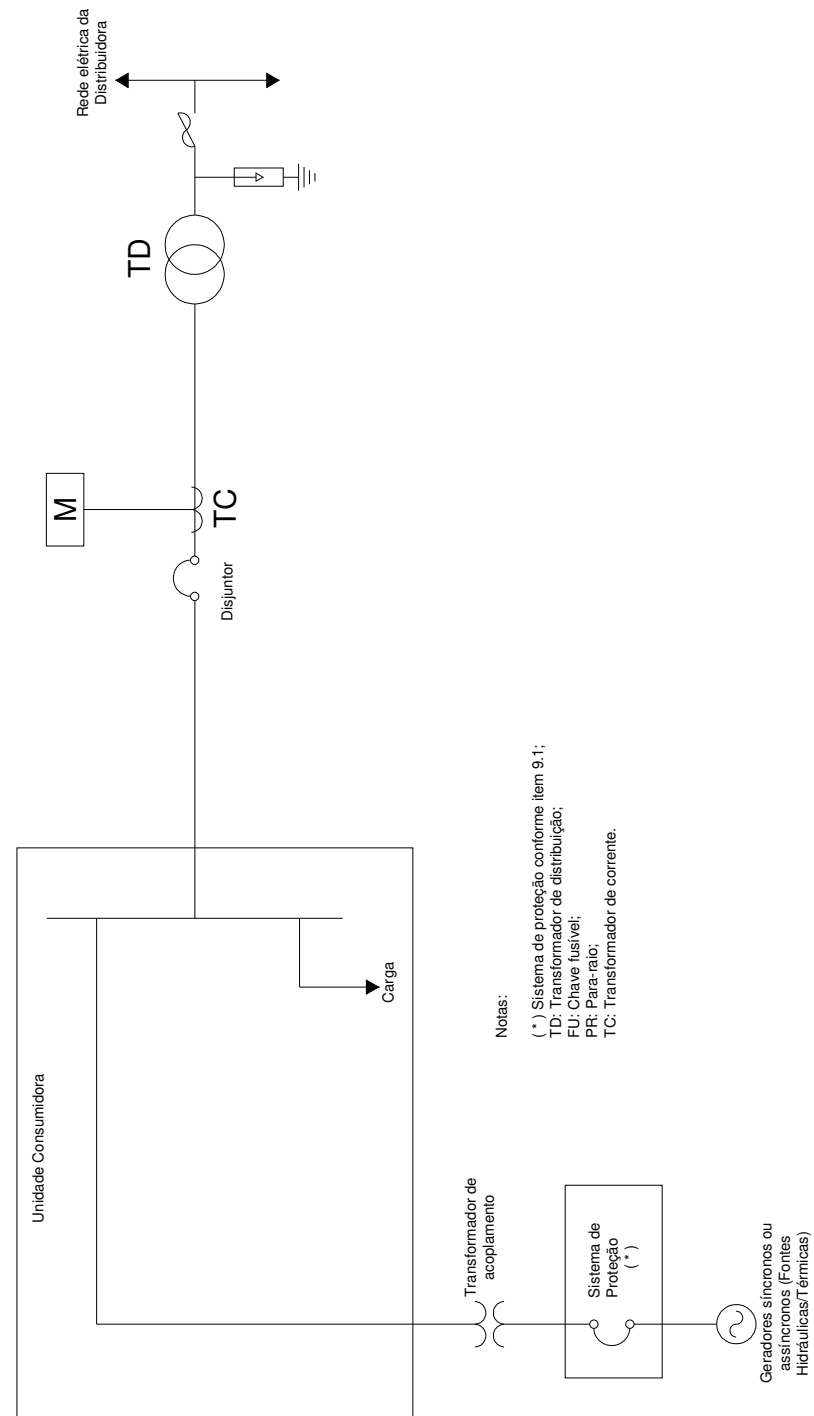 Rede elétrica da
Distribuidora
TD
M
TC
Disjuntor
Unidade Consumidora
Carga
Notas:
( * ) Sistema de proteção conforme item 9.1;
TD: Transformador de distribuição;
FU: Chave fusível;
PR: Para-raio;
TC: Transformador de corrente.
Transformador de
acoplamento
Sistema de
Proteção
( * )
Geradores síncronos ou
assíncronos (Fontes
Hidráulicas/Térmicas)